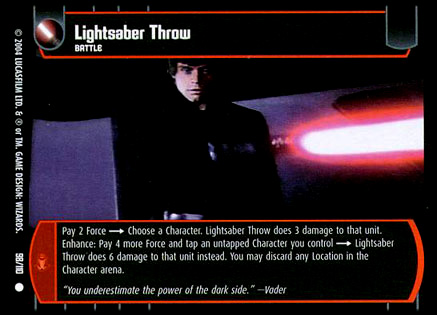 Lightsaber Throw
BATTLE
Pay 2 Force → Choose a Character. Lightsaber Throw does 3 damage to that unit.
Enhance: Pay 4 more Force and tap an untapped Character you control → Lightsaber
Throw does 6 damage to that unit instead. You may discard any Location in the
Character arena.
"You underestimate the power of the dark side." –Vader
© 2004 LUCASFILM LTD. & ® or TM. GAME DESIGN: WIZARDS.